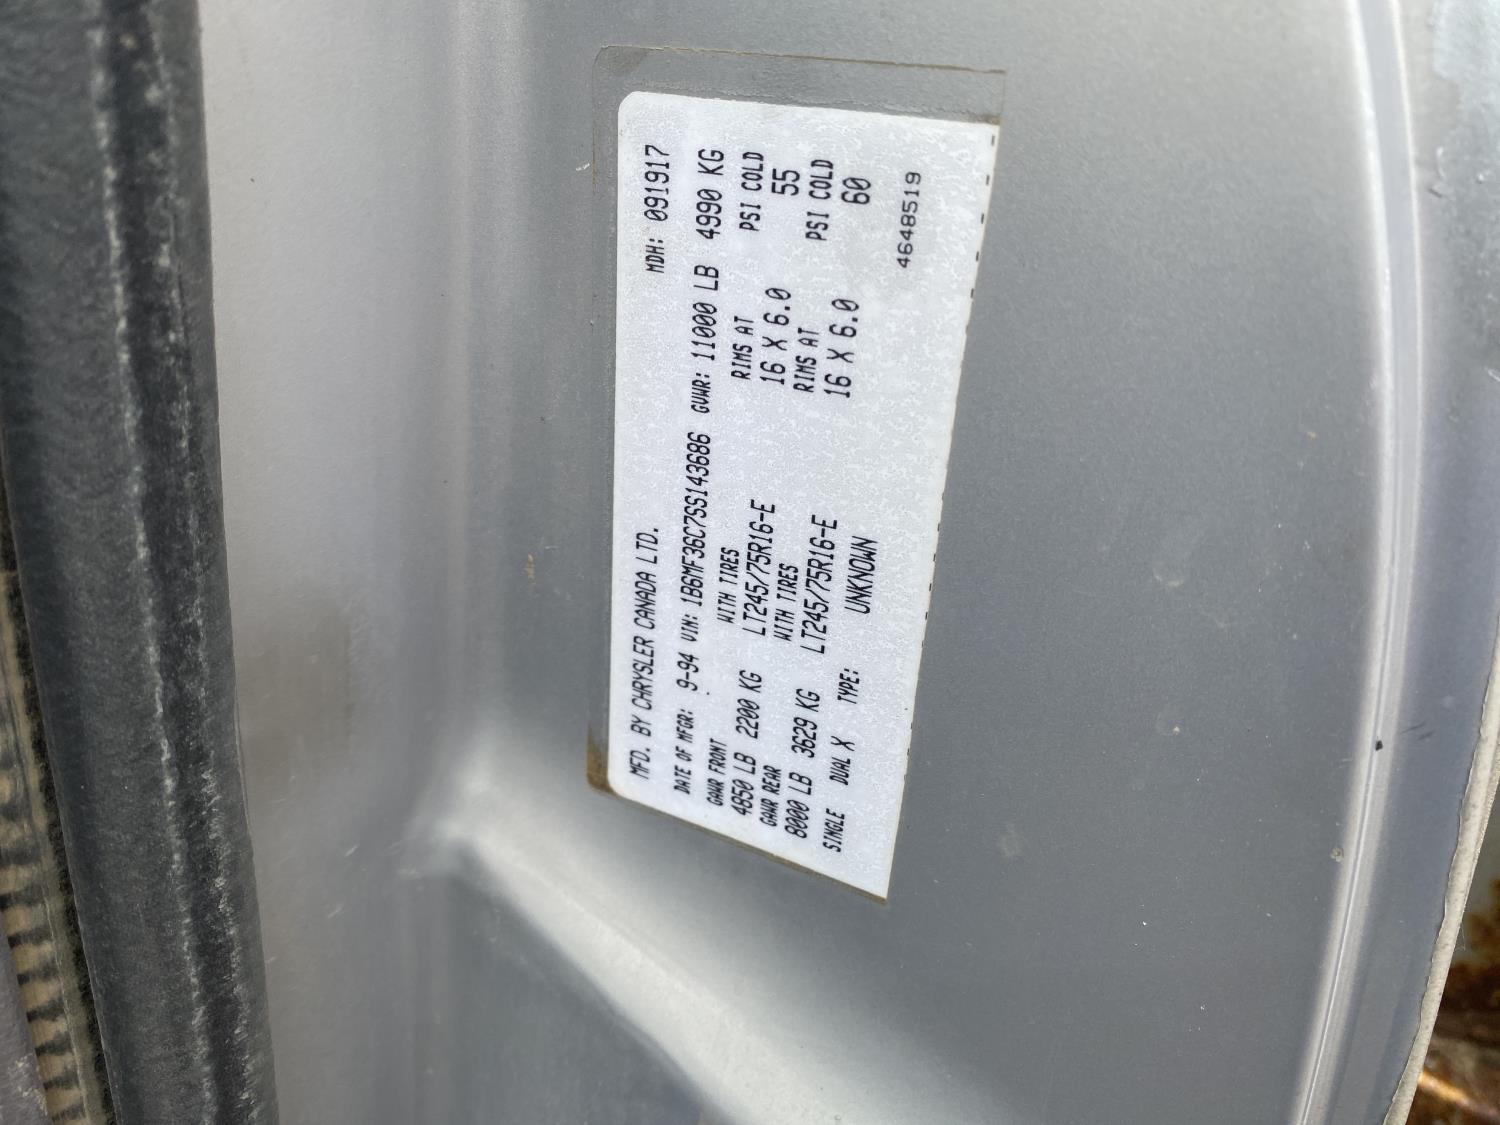 MFD. BY CHRYSLER CANADA LTD. MDH: 091917
DATE OF MFGR: 9-94 VIN: 1B6MF36C7SS143686 GVWR: 11000 LB 4990 KG
GAWR FRONT WITH TIRES RIMS AT PSI COLD
4850 LB 2200 KG LT245/75R16-E 16 X 6.0 55
GAWR REAR WITH TIRES RIMS AT PSI COLD
8000 LB 3629 KG LT245/75R16-E 16 X 6.0 60
SINGLE DUAL X TYPE: UNKNOWN
4648519